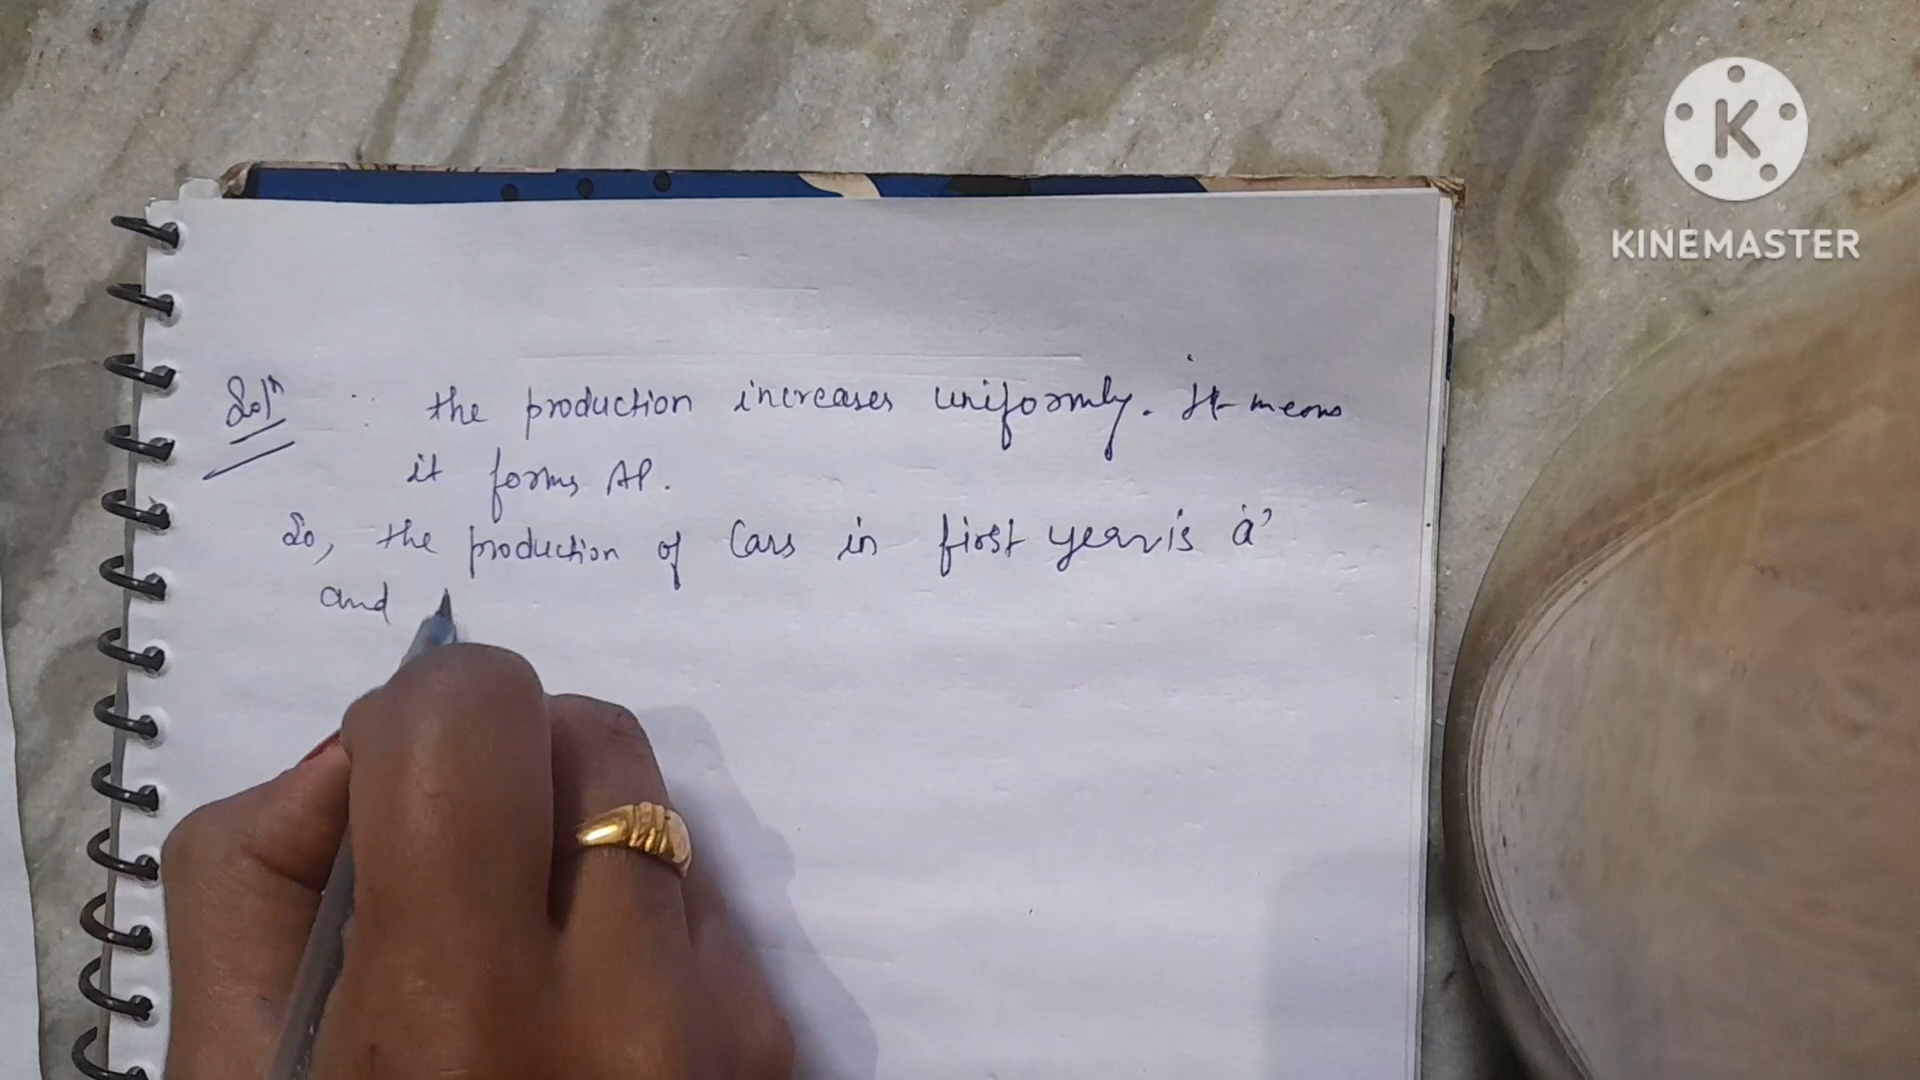 K
KINEMASTER
Solⁿ ∵ the production increases uniformly. It means
it forms AP.
So, the production of Cars in first year is 'a'
and